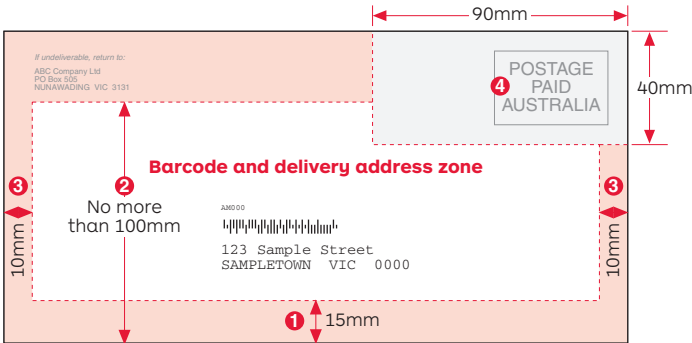 90mm
If undeliverable, return to:
ABC Company Ltd
PO Box 505
NUNAWADING VIC 3131
4
POSTAGE
PAID
AUSTRALIA
40mm
Barcode and delivery address zone
3
2
3
No more
than 100mm
10mm
10mm
AM000
123 Sample Street
SAMPLETOWN VIC 0000
1
15mm